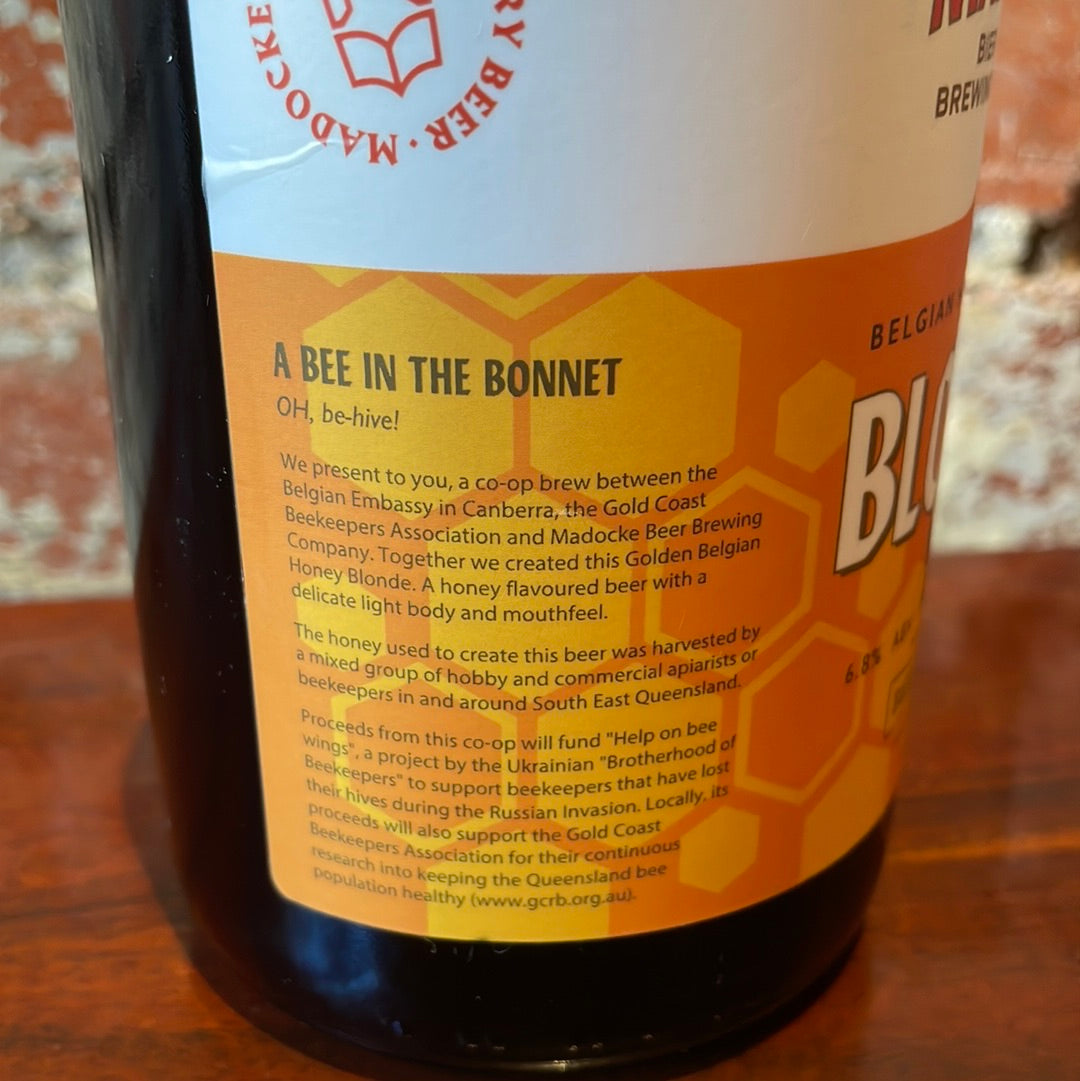 MADOCKE
RY BEER · MADOCKE
BREWIN
BELGIAN
A BEE IN THE BONNET
OH, be-hive!
We present to you, a co-op brew between the
Belgian Embassy in Canberra, the Gold Coast
Beekeepers Association and Madocke Beer Brewing
Company. Together we created this Golden Belgian
Honey Blonde. A honey flavoured beer with a
delicate light body and mouthfeel.
The honey used to create this beer was harvested by
a mixed group of hobby and commercial apiarists or
beekeepers in and around South East Queensland.
Proceeds from this co-op will fund "Help on bee
wings", a project by the Ukrainian "Brotherhood of
Beekeepers" to support beekeepers that have lost
their hives during the Russian Invasion. Locally, its
proceeds will also support the Gold Coast
Beekeepers Association for their continuous
research into keeping the Queensland bee
population healthy (www.gcrb.org.au).
BLO
6.8%